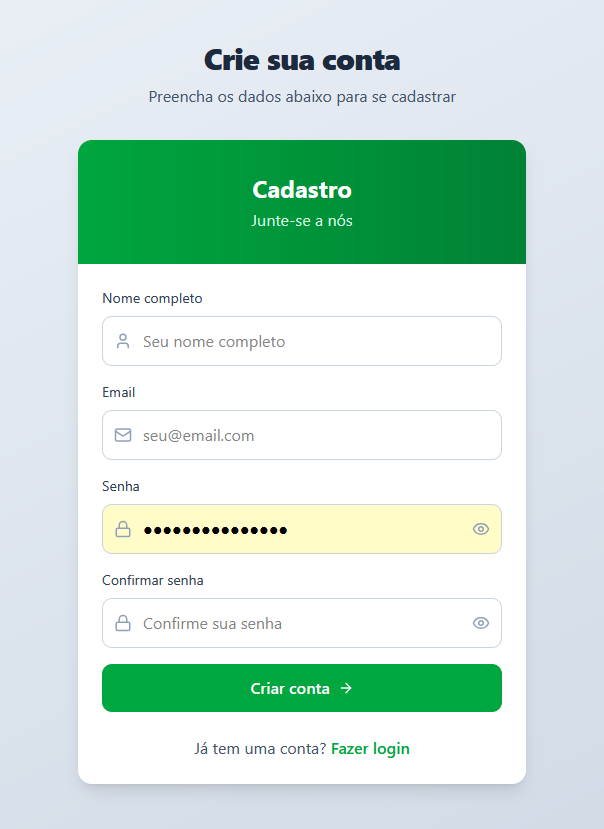 Crie sua conta
Preencha os dados abaixo para se cadastrar
Cadastro
Junte-se a nós
Nome completo
Seu nome completo
Email
seu@email.com
Senha
●●●●●●●●●●●●●●●
Confirmar senha
Confirme sua senha
Criar conta →
Já tem uma conta? Fazer login